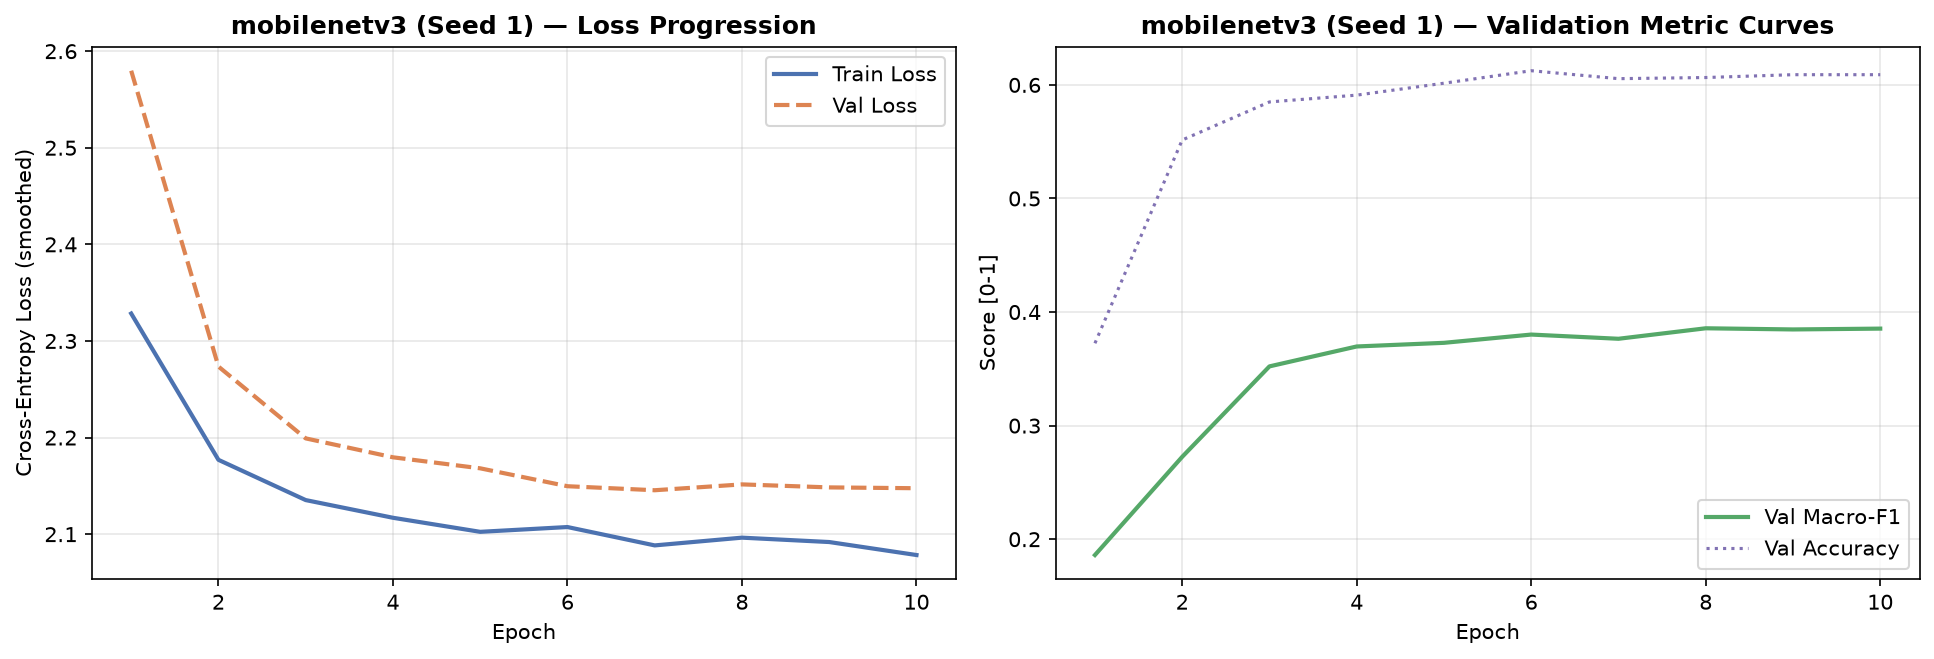 mobilenetv3 (Seed 1) — Loss Progression
Cross-Entropy Loss (smoothed)
2.6
2.5
2.4
2.3
2.2
2.1
Train Loss
Val Loss
2 4 6 8 10
Epoch
mobilenetv3 (Seed 1) — Validation Metric Curves
Score [0-1]
0.6
0.5
0.4
0.3
0.2
Val Macro-F1
Val Accuracy
2 4 6 8 10
Epoch